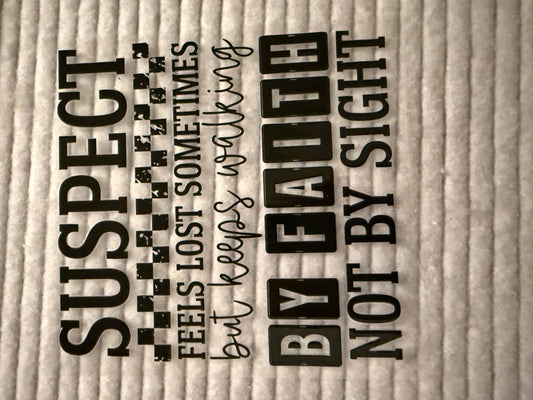 SUSPECT
FEELS LOST SOMETIMES
but keeps walking
BY FAITH
NOT BY SIGHT